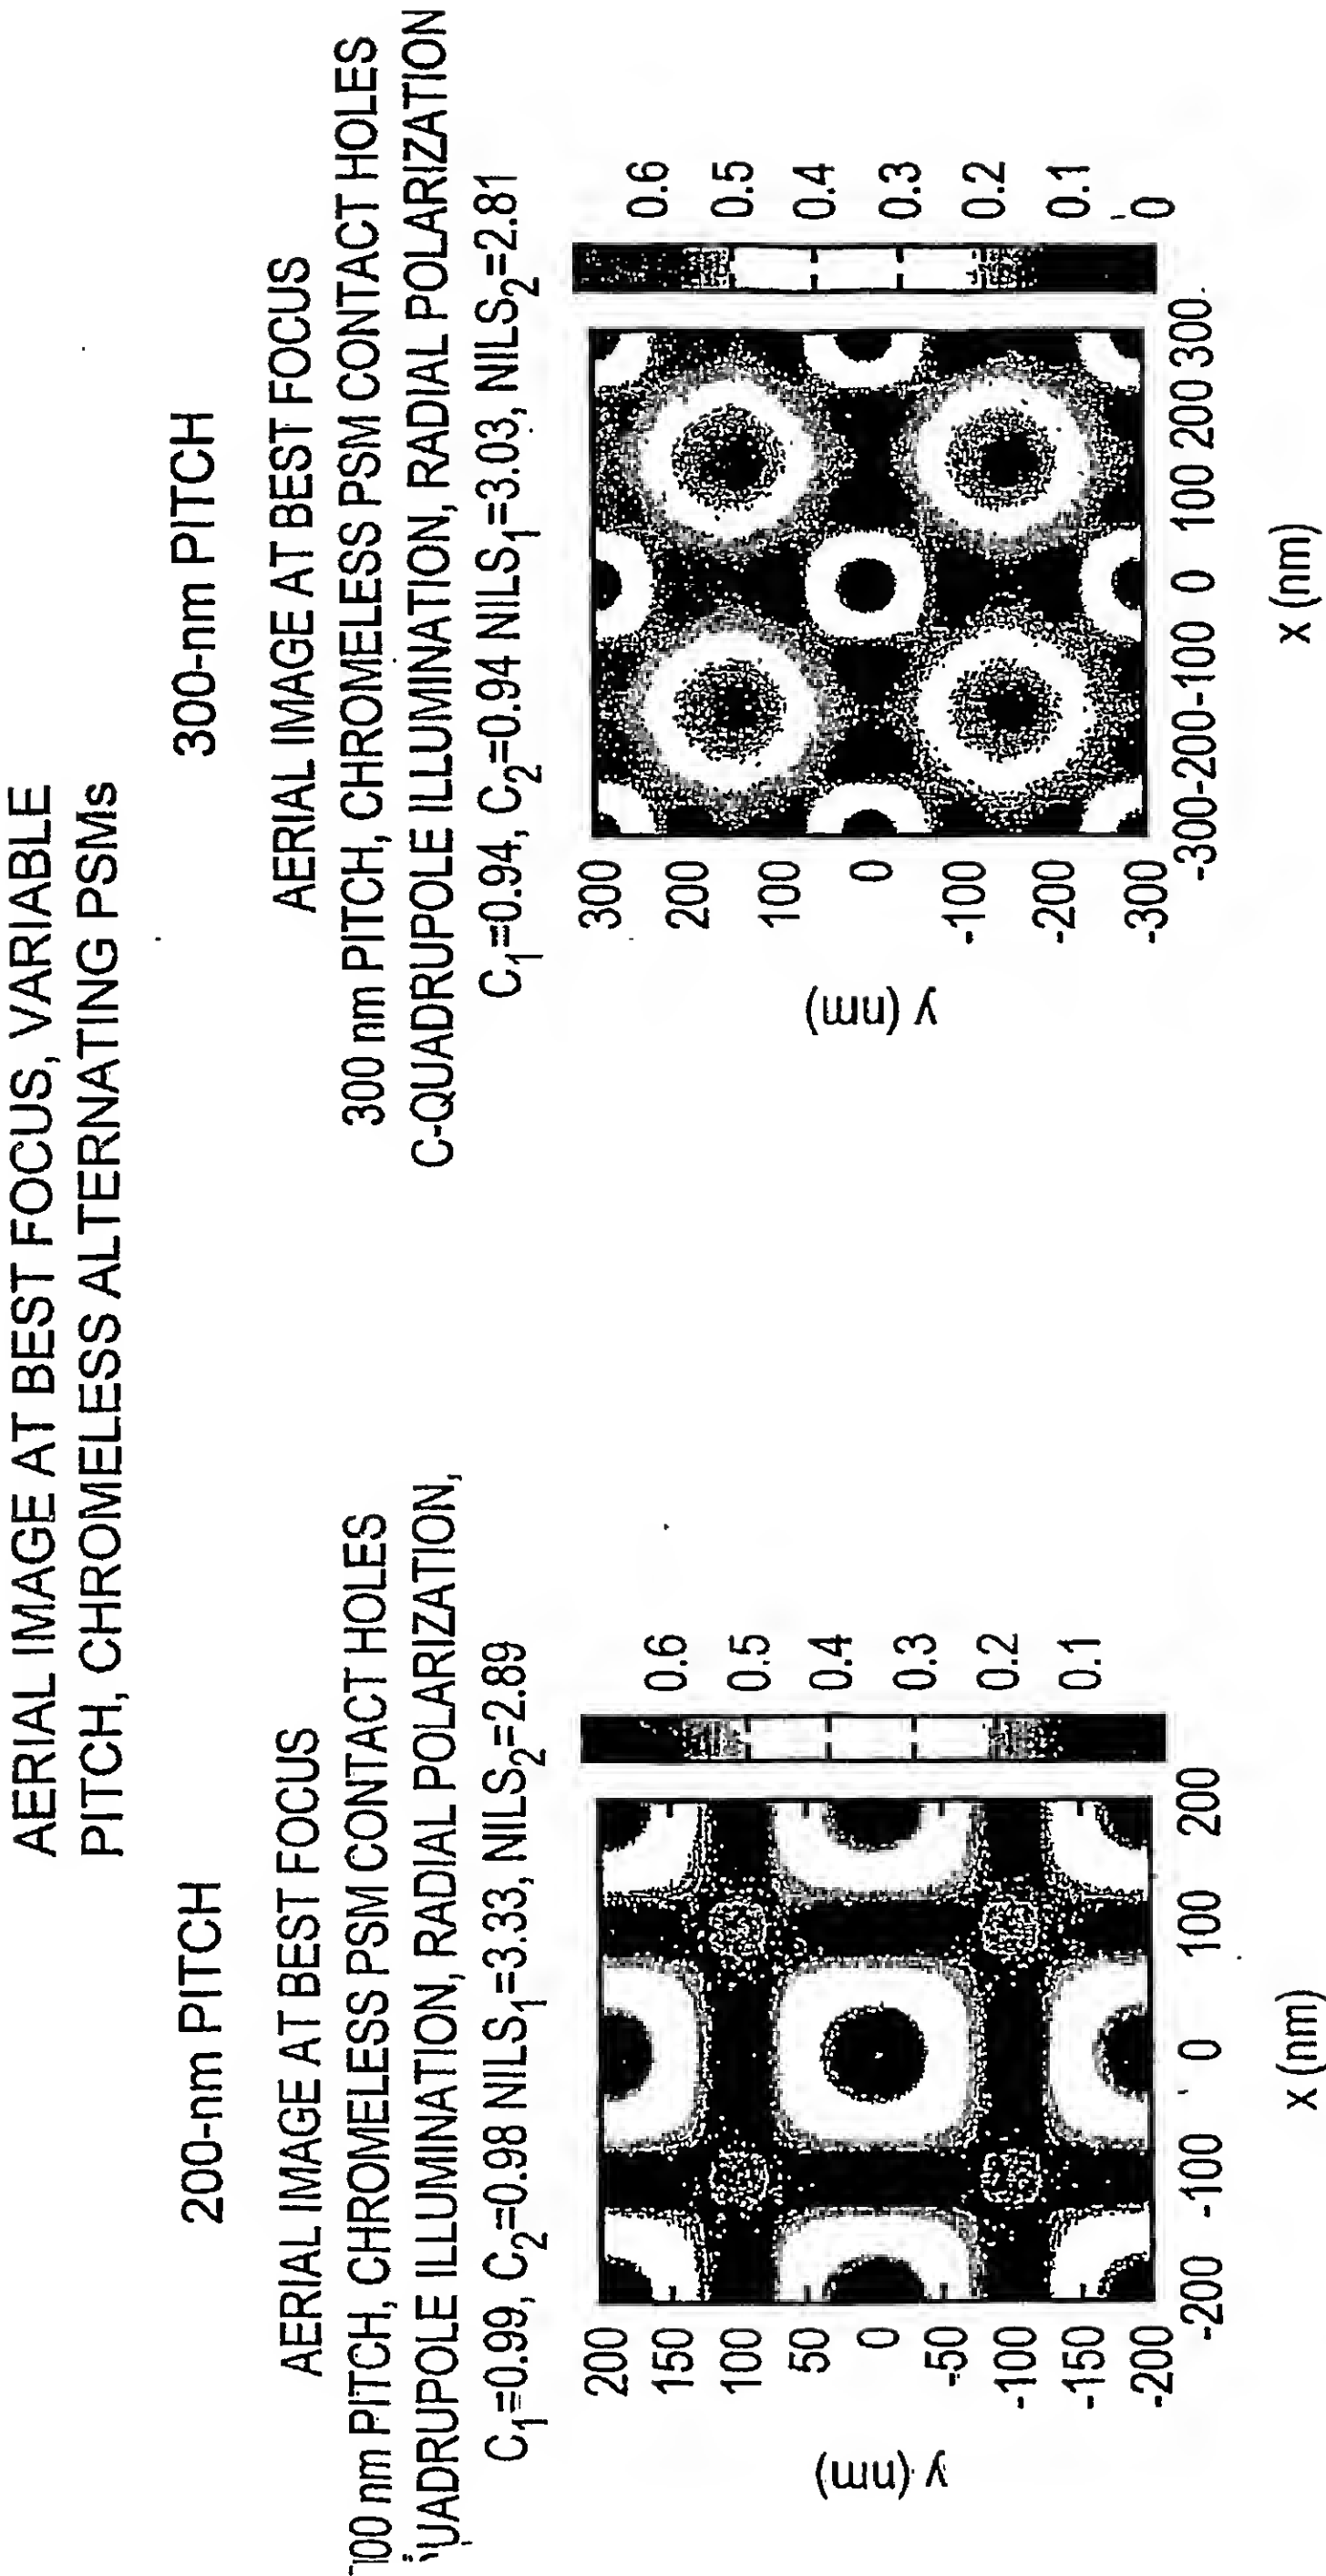 AERIAL IMAGE AT BEST FOCUS, VARIABLE
PITCH, CHROMELESS ALTERNATING PSMs
200-nm PITCH
AERIAL IMAGE AT BEST FOCUS
nm PITCH, CHROMELESS PSM CONTACT HOLES
UADRUPOLE ILLUMINATION, RADIAL POLARIZATION,
C1=0.99, C2=0.98 NILS1=3.33, NILS2=2.89
0.6
0.5
0.4
0.3
0.2
0.1
200
150
100
50
0
-50
-100
-150
-200
y (nm)
-200 -100 0 100 200
x (nm)
300-nm PITCH
AERIAL IMAGE AT BEST FOCUS
300 nm PITCH, CHROMELESS PSM CONTACT HOLES
C-QUADRUPOLE ILLUMINATION, RADIAL POLARIZATION
C1=0.94, C2=0.94 NILS1=3.03, NILS2=2.81
0.6
0.5
0.4
0.3
0.2
0.1
0
300
200
100
0
-100
-200
-300
y (nm)
-300-200-100 0 100 200 300
x (nm)